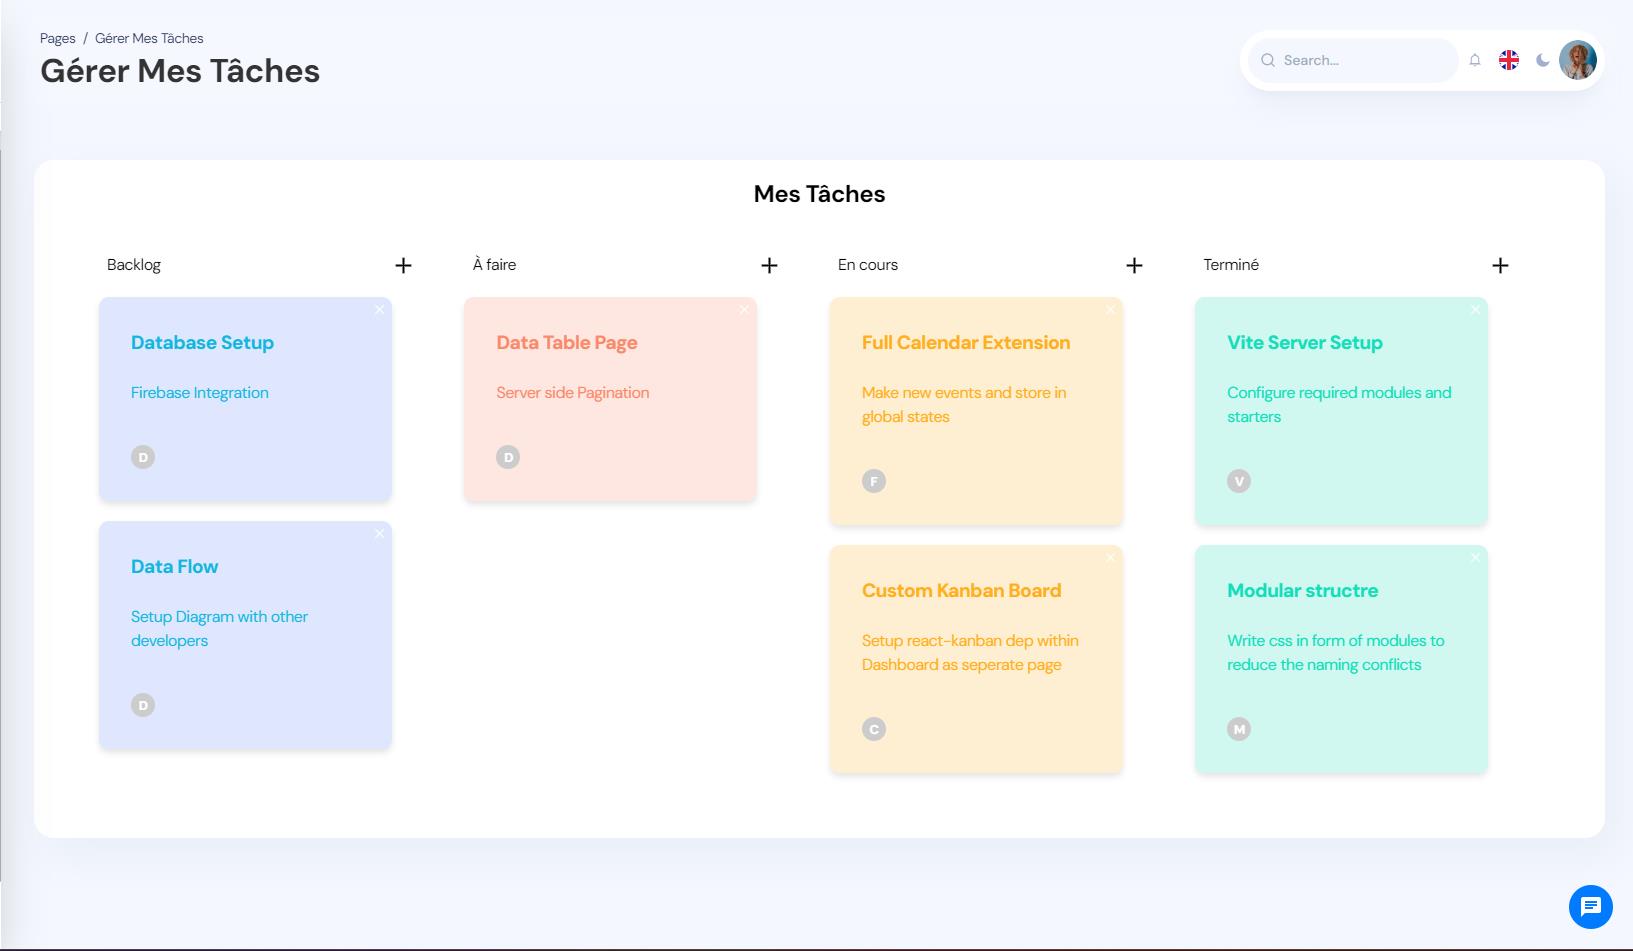 Pages / Gérer Mes Tâches
Gérer Mes Tâches
Search...
Mes Tâches
Backlog
À faire
En cours
Terminé
Database Setup
Firebase Integration
D
Data Flow
Setup Diagram with other
developers
D
Data Table Page
Server side Pagination
D
Full Calendar Extension
Make new events and store in
global states
F
Custom Kanban Board
Setup react-kanban dep within
Dashboard as seperate page
C
Vite Server Setup
Configure required modules and
starters
V
Modular structre
Write css in form of modules to
reduce the naming conflicts
M